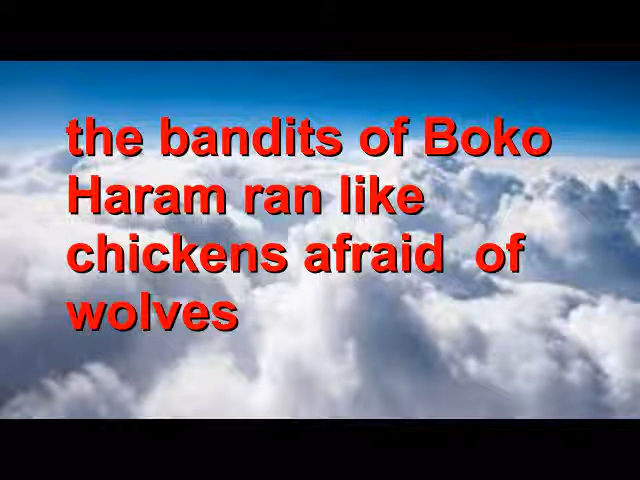 the bandits of Boko
Haram ran like
chickens afraid  of
wolves